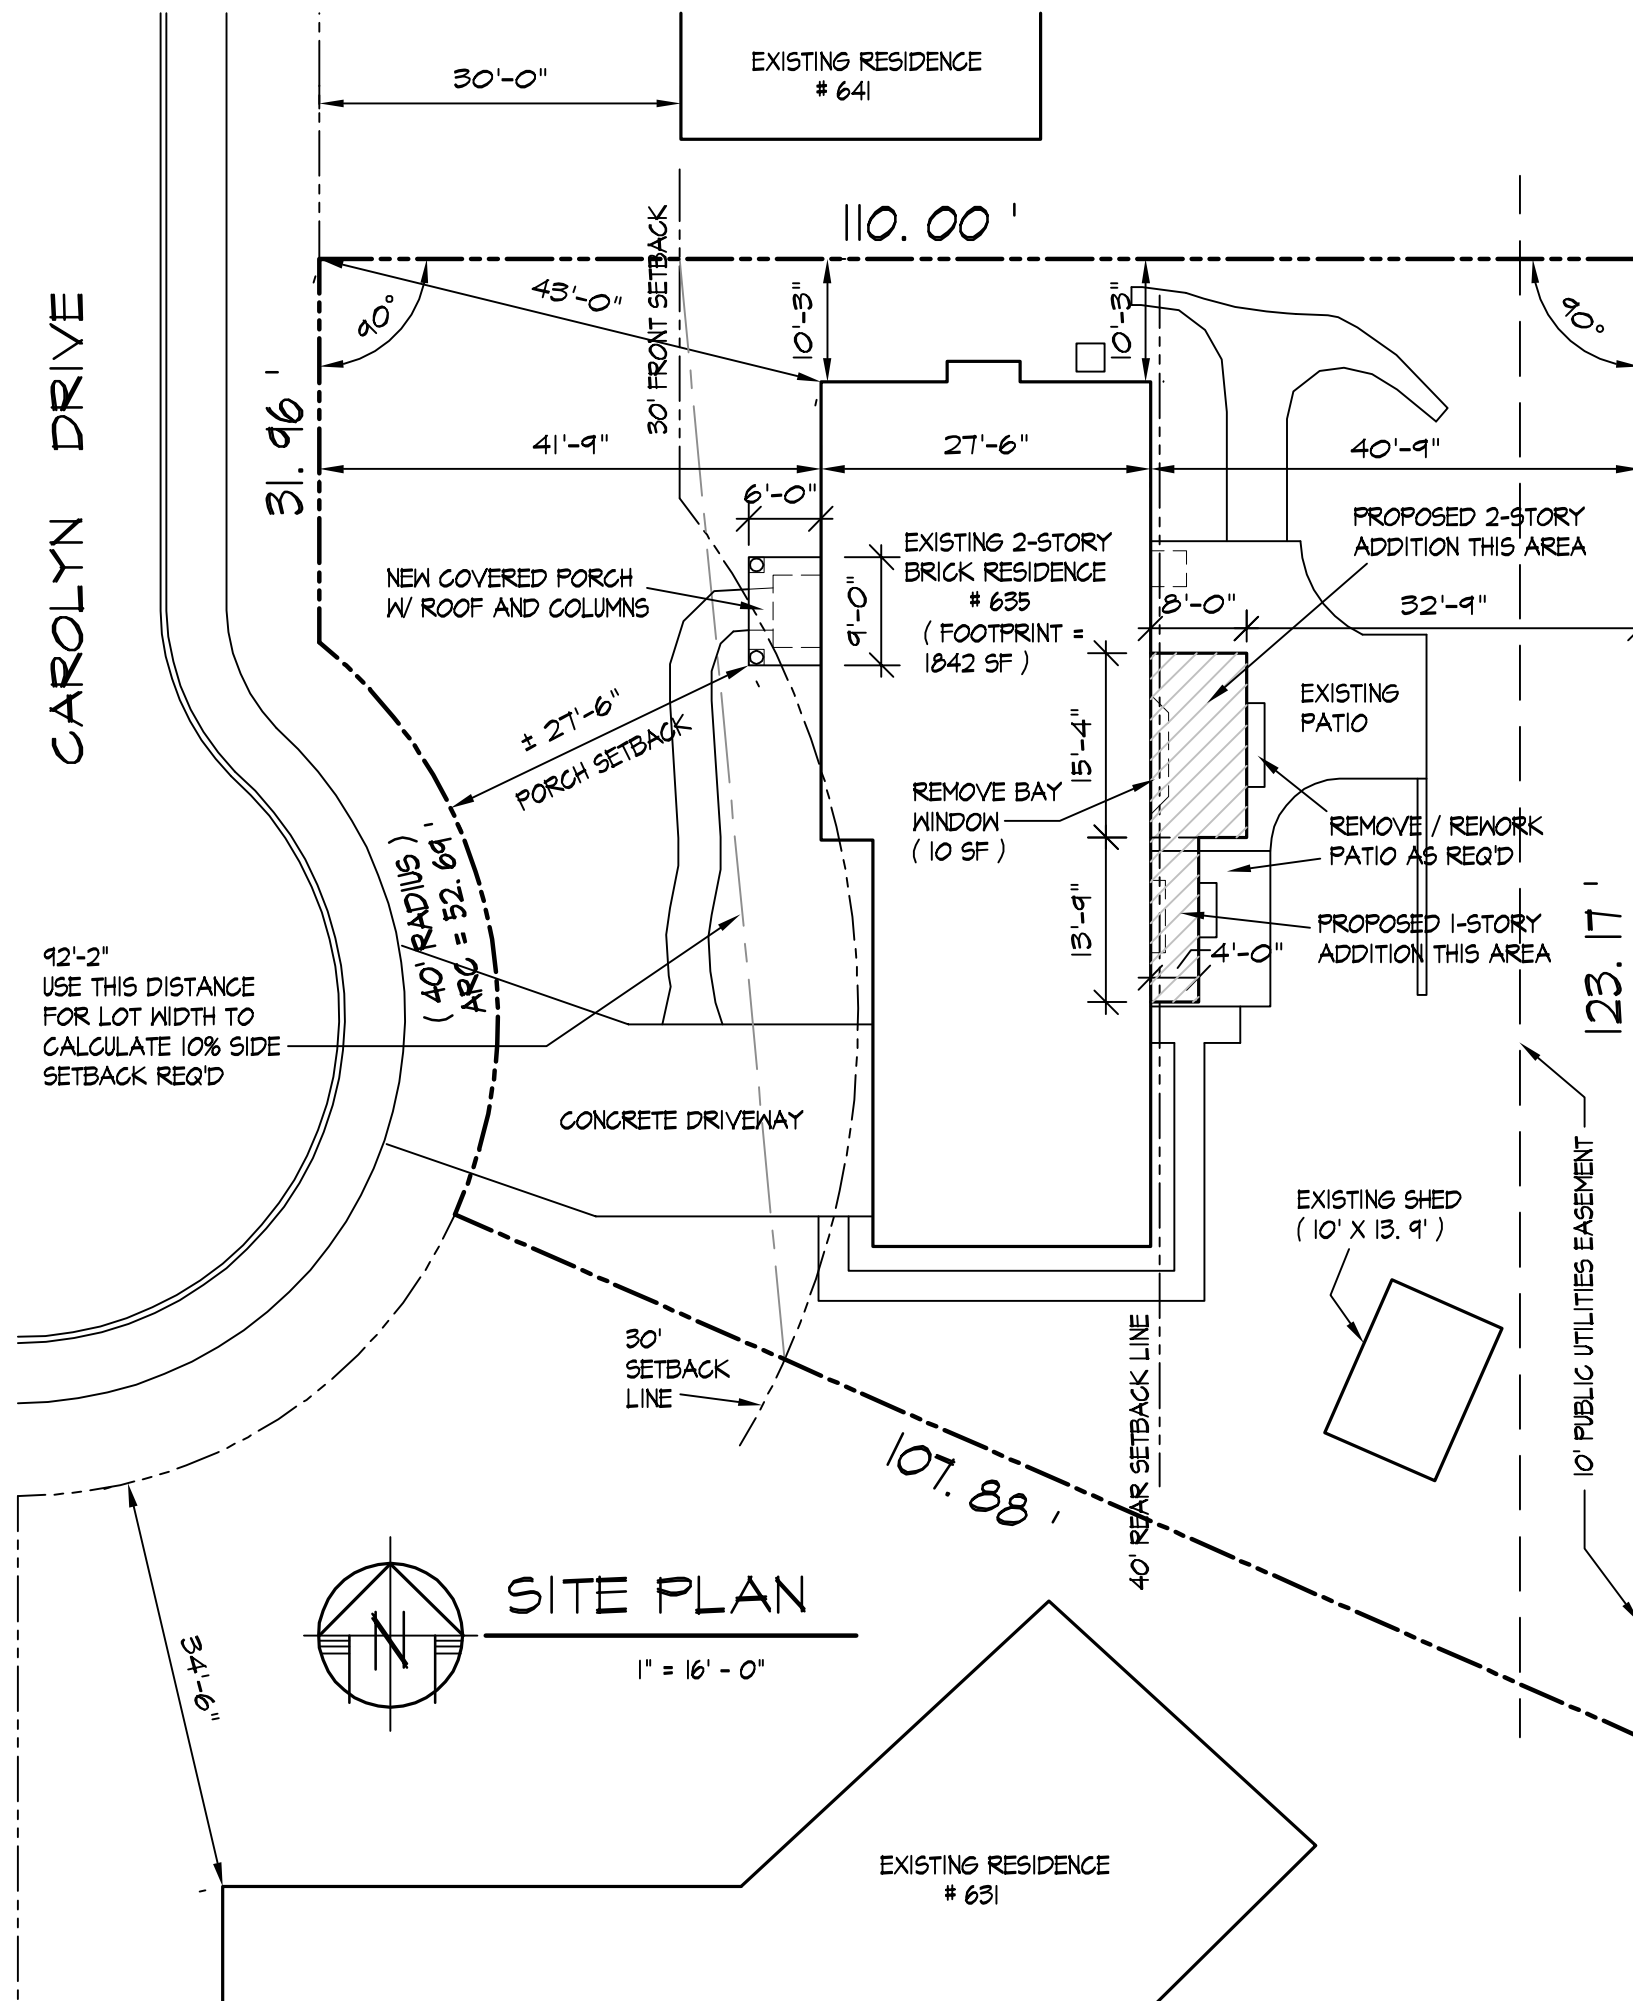 EXISTING RESIDENCE
# 641
30'-0"
110.00'
30' FRONT SETBACK
43'-0"
90°
10'-3"
10'-3"
90°
CAROLYN DRIVE
31.96'
41'-9"
27'-6"
40'-9"
6'-0"
PROPOSED 2-STORY
ADDITION THIS AREA
EXISTING 2-STORY
BRICK RESIDENCE
# 635
( FOOTPRINT =
1842 SF )
NEW COVERED PORCH
W/ ROOF AND COLUMNS
9'-0"
8'-0"
32'-9"
EXISTING
PATIO
± 27'-6"
PORCH SETBACK
15'-4"
REMOVE BAY
WINDOW
( 10 SF )
REMOVE / REWORK
PATIO AS REQ'D
( 40' RADIUS )
ARC = 52.69'
13'-9"
PROPOSED 1-STORY
ADDITION THIS AREA
4'-0"
123.17'
92'-2"
USE THIS DISTANCE
FOR LOT WIDTH TO
CALCULATE 10% SIDE
SETBACK REQ'D
CONCRETE DRIVEWAY
EXISTING SHED
( 10' X 13.9' )
10' PUBLIC UTILITIES EASEMENT
30'
SETBACK
LINE
40' REAR SETBACK LINE
107.88'
N
SITE PLAN
1" = 16' - 0"
34'-6"
EXISTING RESIDENCE
# 631